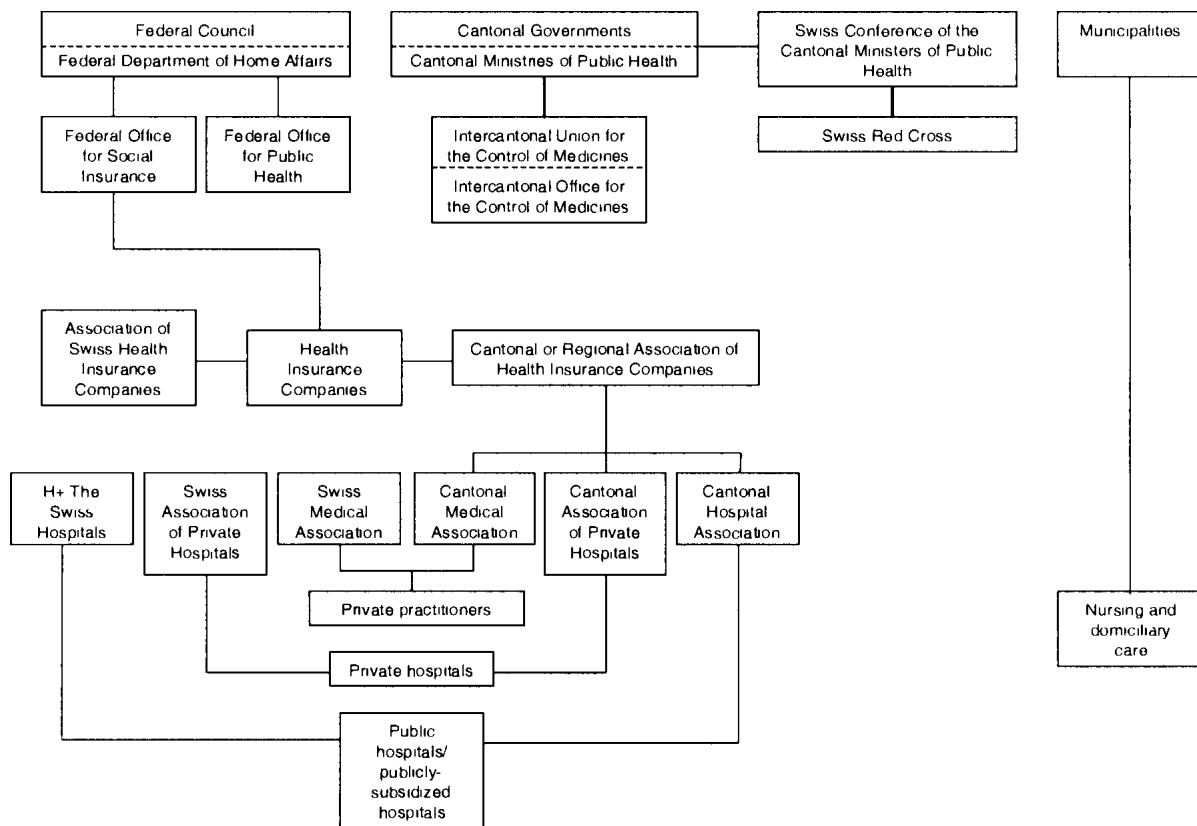 Federal Council
Federal Department of Home Affairs
Cantonal Governments
Cantonal Ministries of Public Health
Swiss Conference of the
Cantonal Ministers of Public
Health
Municipalities
Federal Office
for Social
Insurance
Federal Office
for Public
Health
Intercantonal Union for
the Control of Medicines
Intercantonal Office for
the Control of Medicines
Swiss Red Cross
Association of
Swiss Health
Insurance
Companies
Health
Insurance
Companies
Cantonal or Regional Association of
Health Insurance Companies
H+ The
Swiss
Hospitals
Swiss
Association
of Private
Hospitals
Swiss
Medical
Association
Cantonal
Medical
Association
Cantonal
Association
of Private
Hospitals
Cantonal
Hospital
Association
Private practitioners
Nursing and
domiciliary
care
Private hospitals
Public
hospitals/
publicly-
subsidized
hospitals